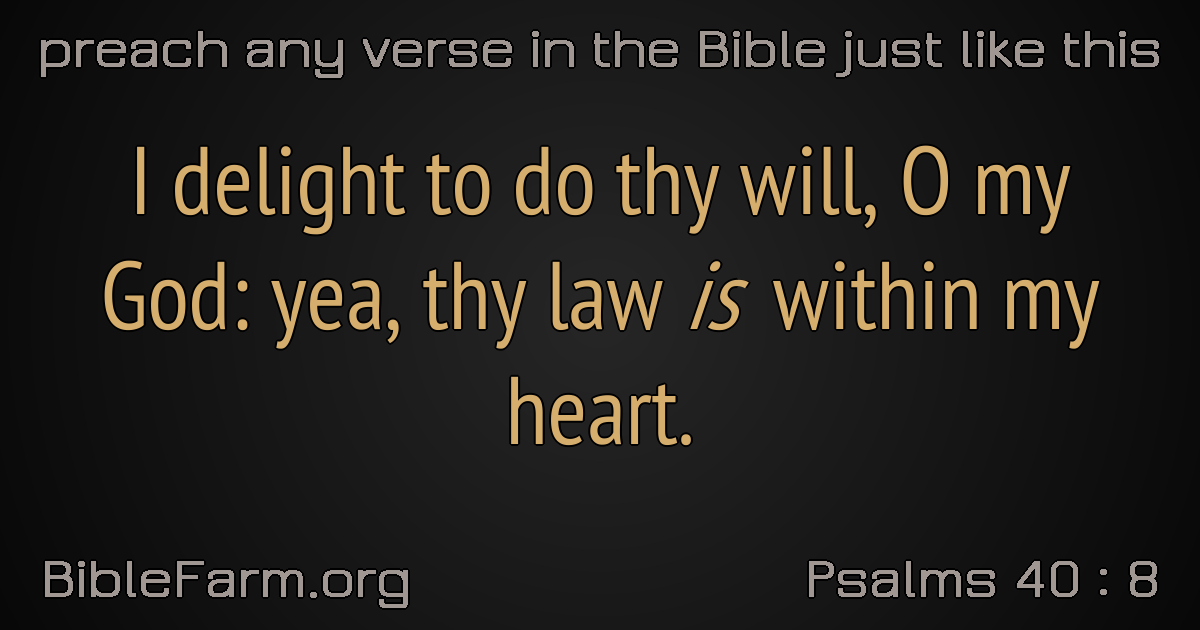 preach any verse in the Bible just like this
I delight to do thy will, O my
God: yea, thy law is within my
heart.
BibleFarm.org
Psalms 40 : 8